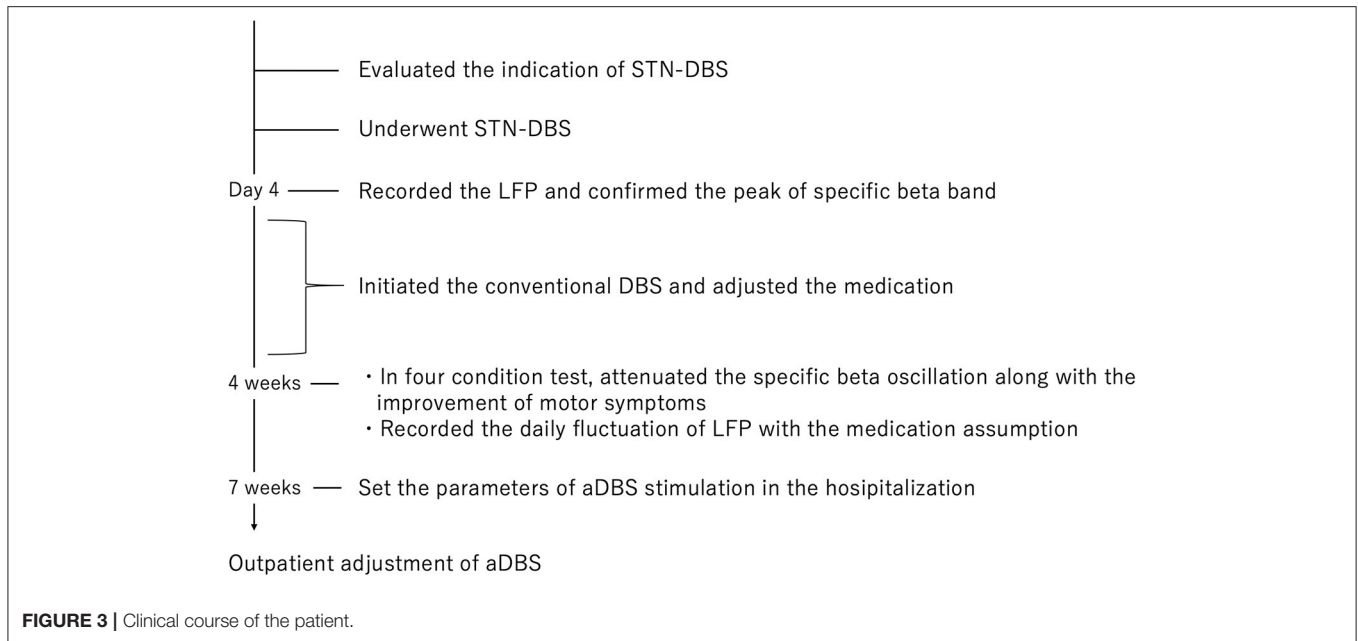 Evaluated the indication of STN-DBS
Underwent STN-DBS
Day 4
Recorded the LFP and confirmed the peak of specific beta band
Initiated the conventional DBS and adjusted the medication
4 weeks
・In four condition test, attenuated the specific beta oscillation along with the
improvement of motor symptoms
・Recorded the daily fluctuation of LFP with the medication assumption
7 weeks
Set the parameters of aDBS stimulation in the hosipitalization
Outpatient adjustment of aDBS
FIGURE 3 | Clinical course of the patient.